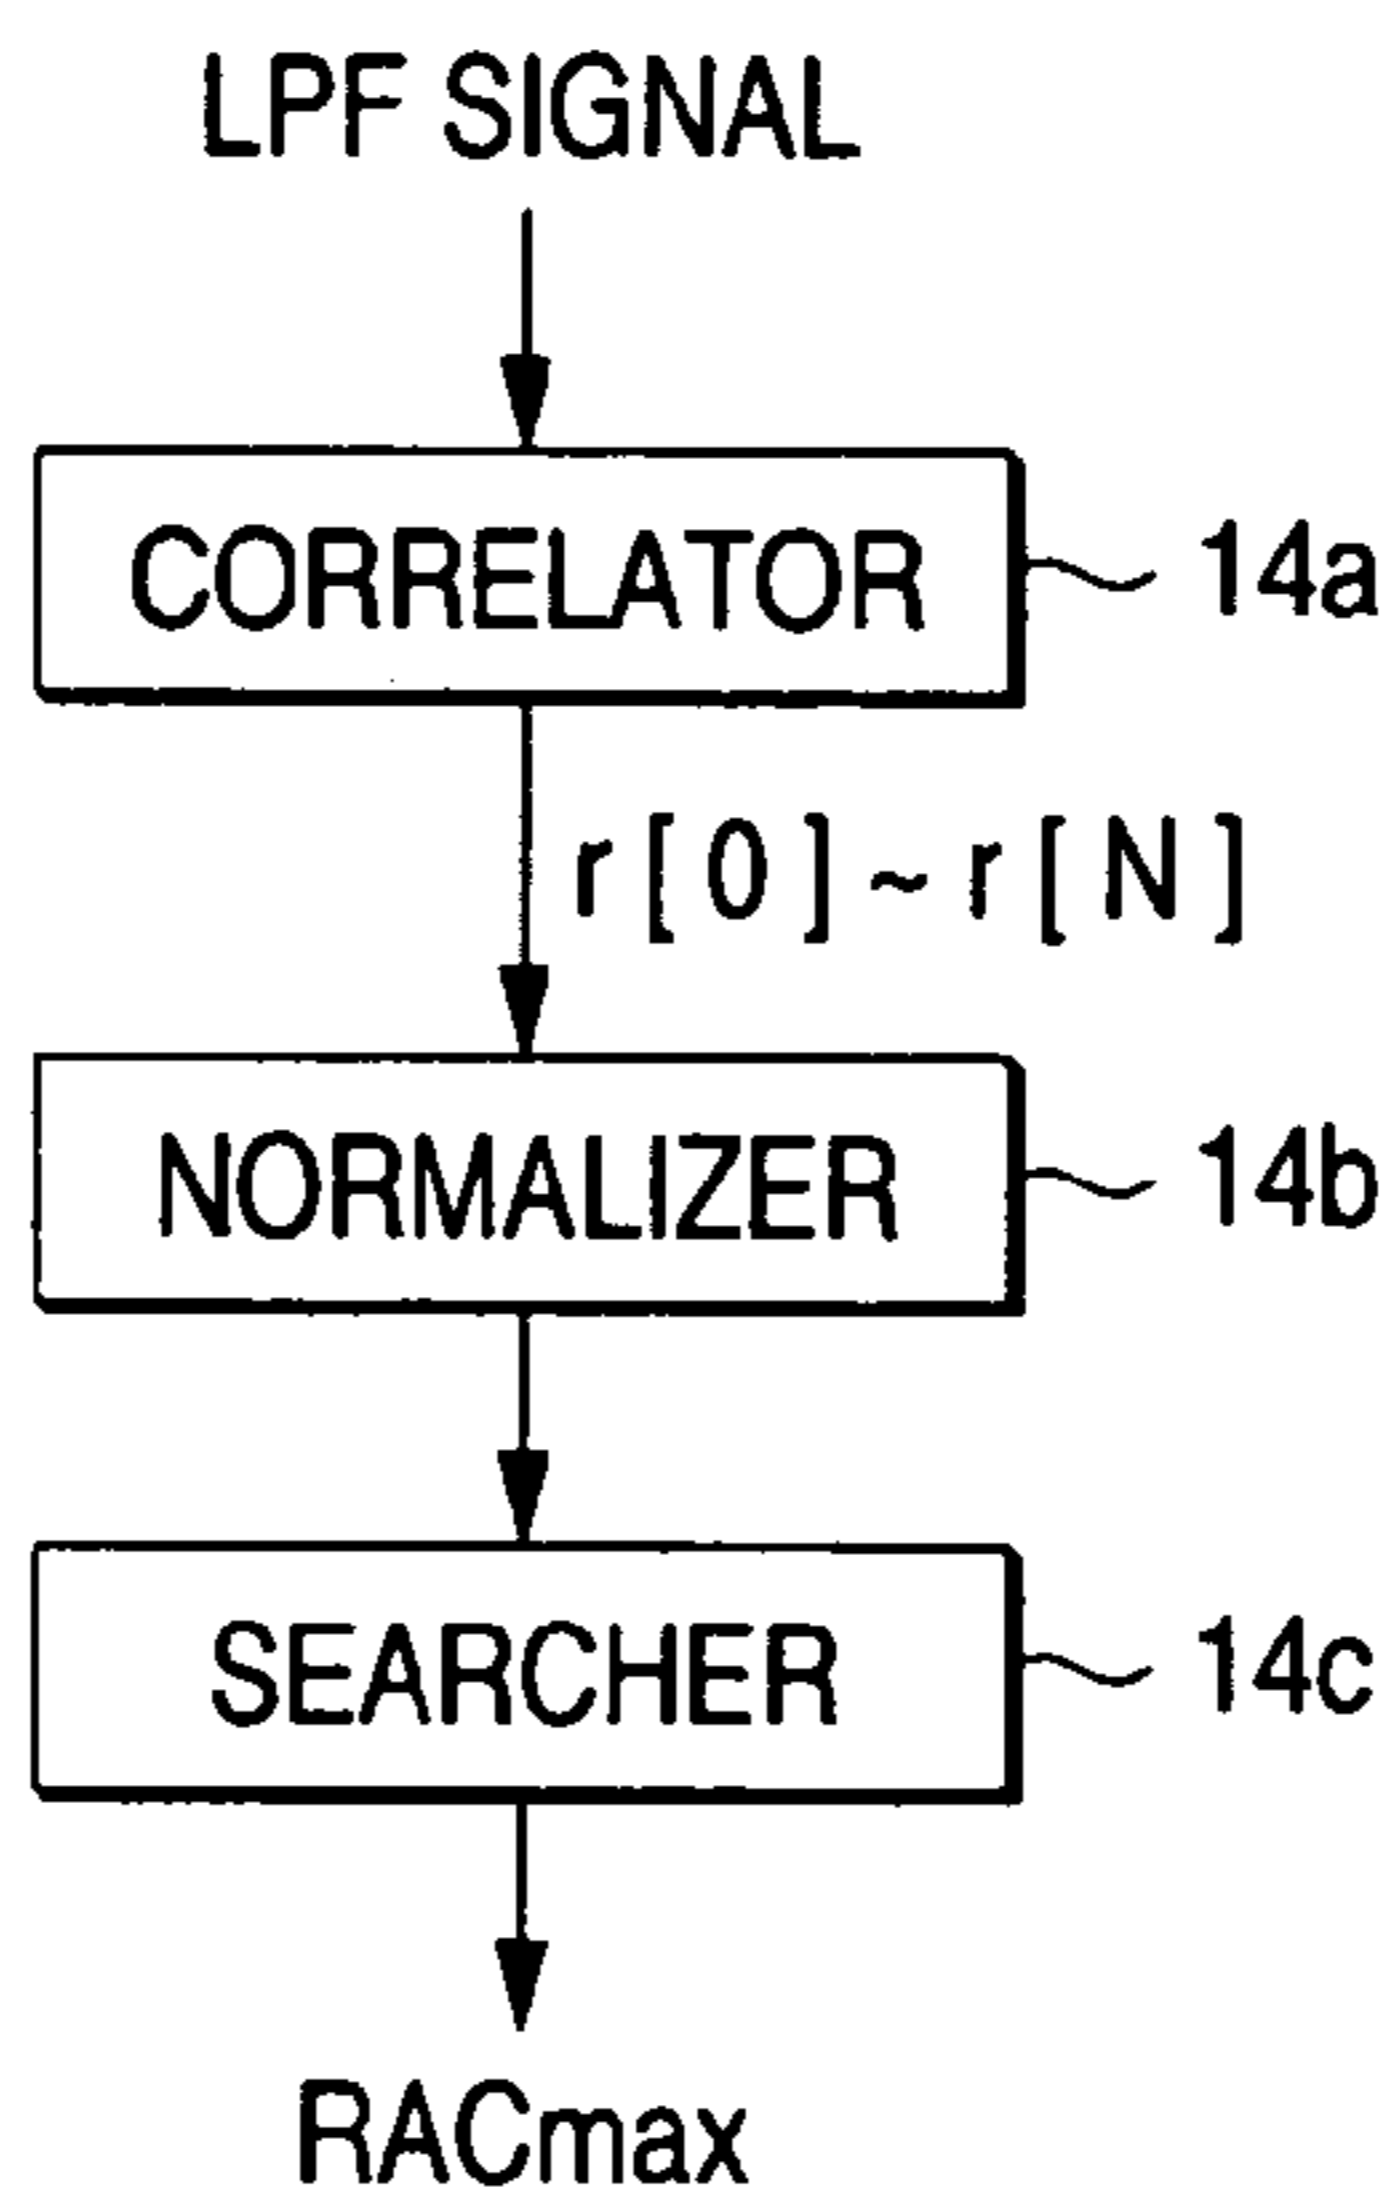 LPF SIGNAL
CORRELATOR
14a
r [ 0 ] ~ r [ N ]
NORMALIZER
14b
SEARCHER
14c
RACmax